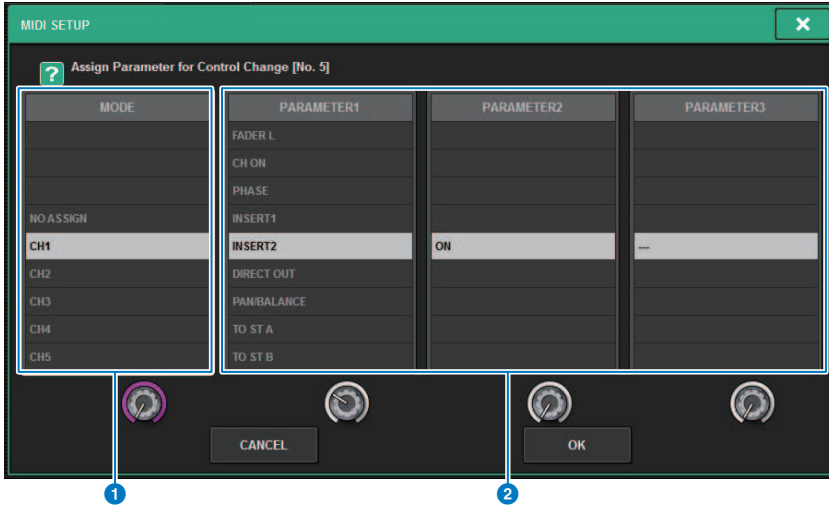 MIDI SETUP
Assign Parameter for Control Change [No. 5]
MODE
NO ASSIGN
CH1
CH2
CH3
CH4
CH5
PARAMETER1
FADER L
CH ON
PHASE
INSERT1
INSERT2
DIRECT OUT
PAN/BALANCE
TO ST A
TO ST B
PARAMETER2
ON
PARAMETER3
---
CANCEL
OK
1
2